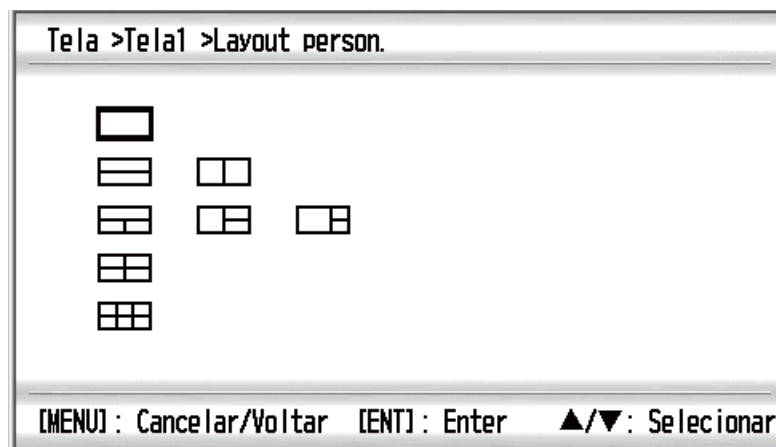 Tela >Tela1 >Layout person.
[MENU] : Cancelar/Voltar [ENT] : Enter ▲/▼ : Selecionar